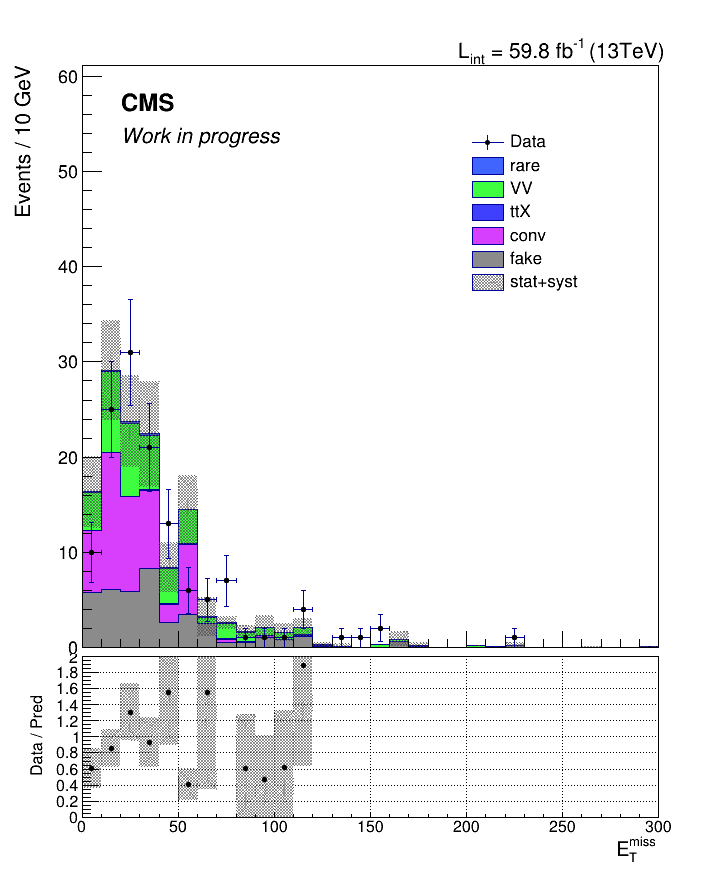 L_int = 59.8 fb^-1 (13TeV)
Events / 10 GeV
60
50
40
30
20
10
0
CMS
Work in progress
Data
rare
VV
ttX
conv
fake
stat+syst
Data / Pred
2
1.8
1.6
1.4
1.2
1
0.8
0.6
0.4
0.2
0
0 50 100 150 200 250 300
E_T^miss